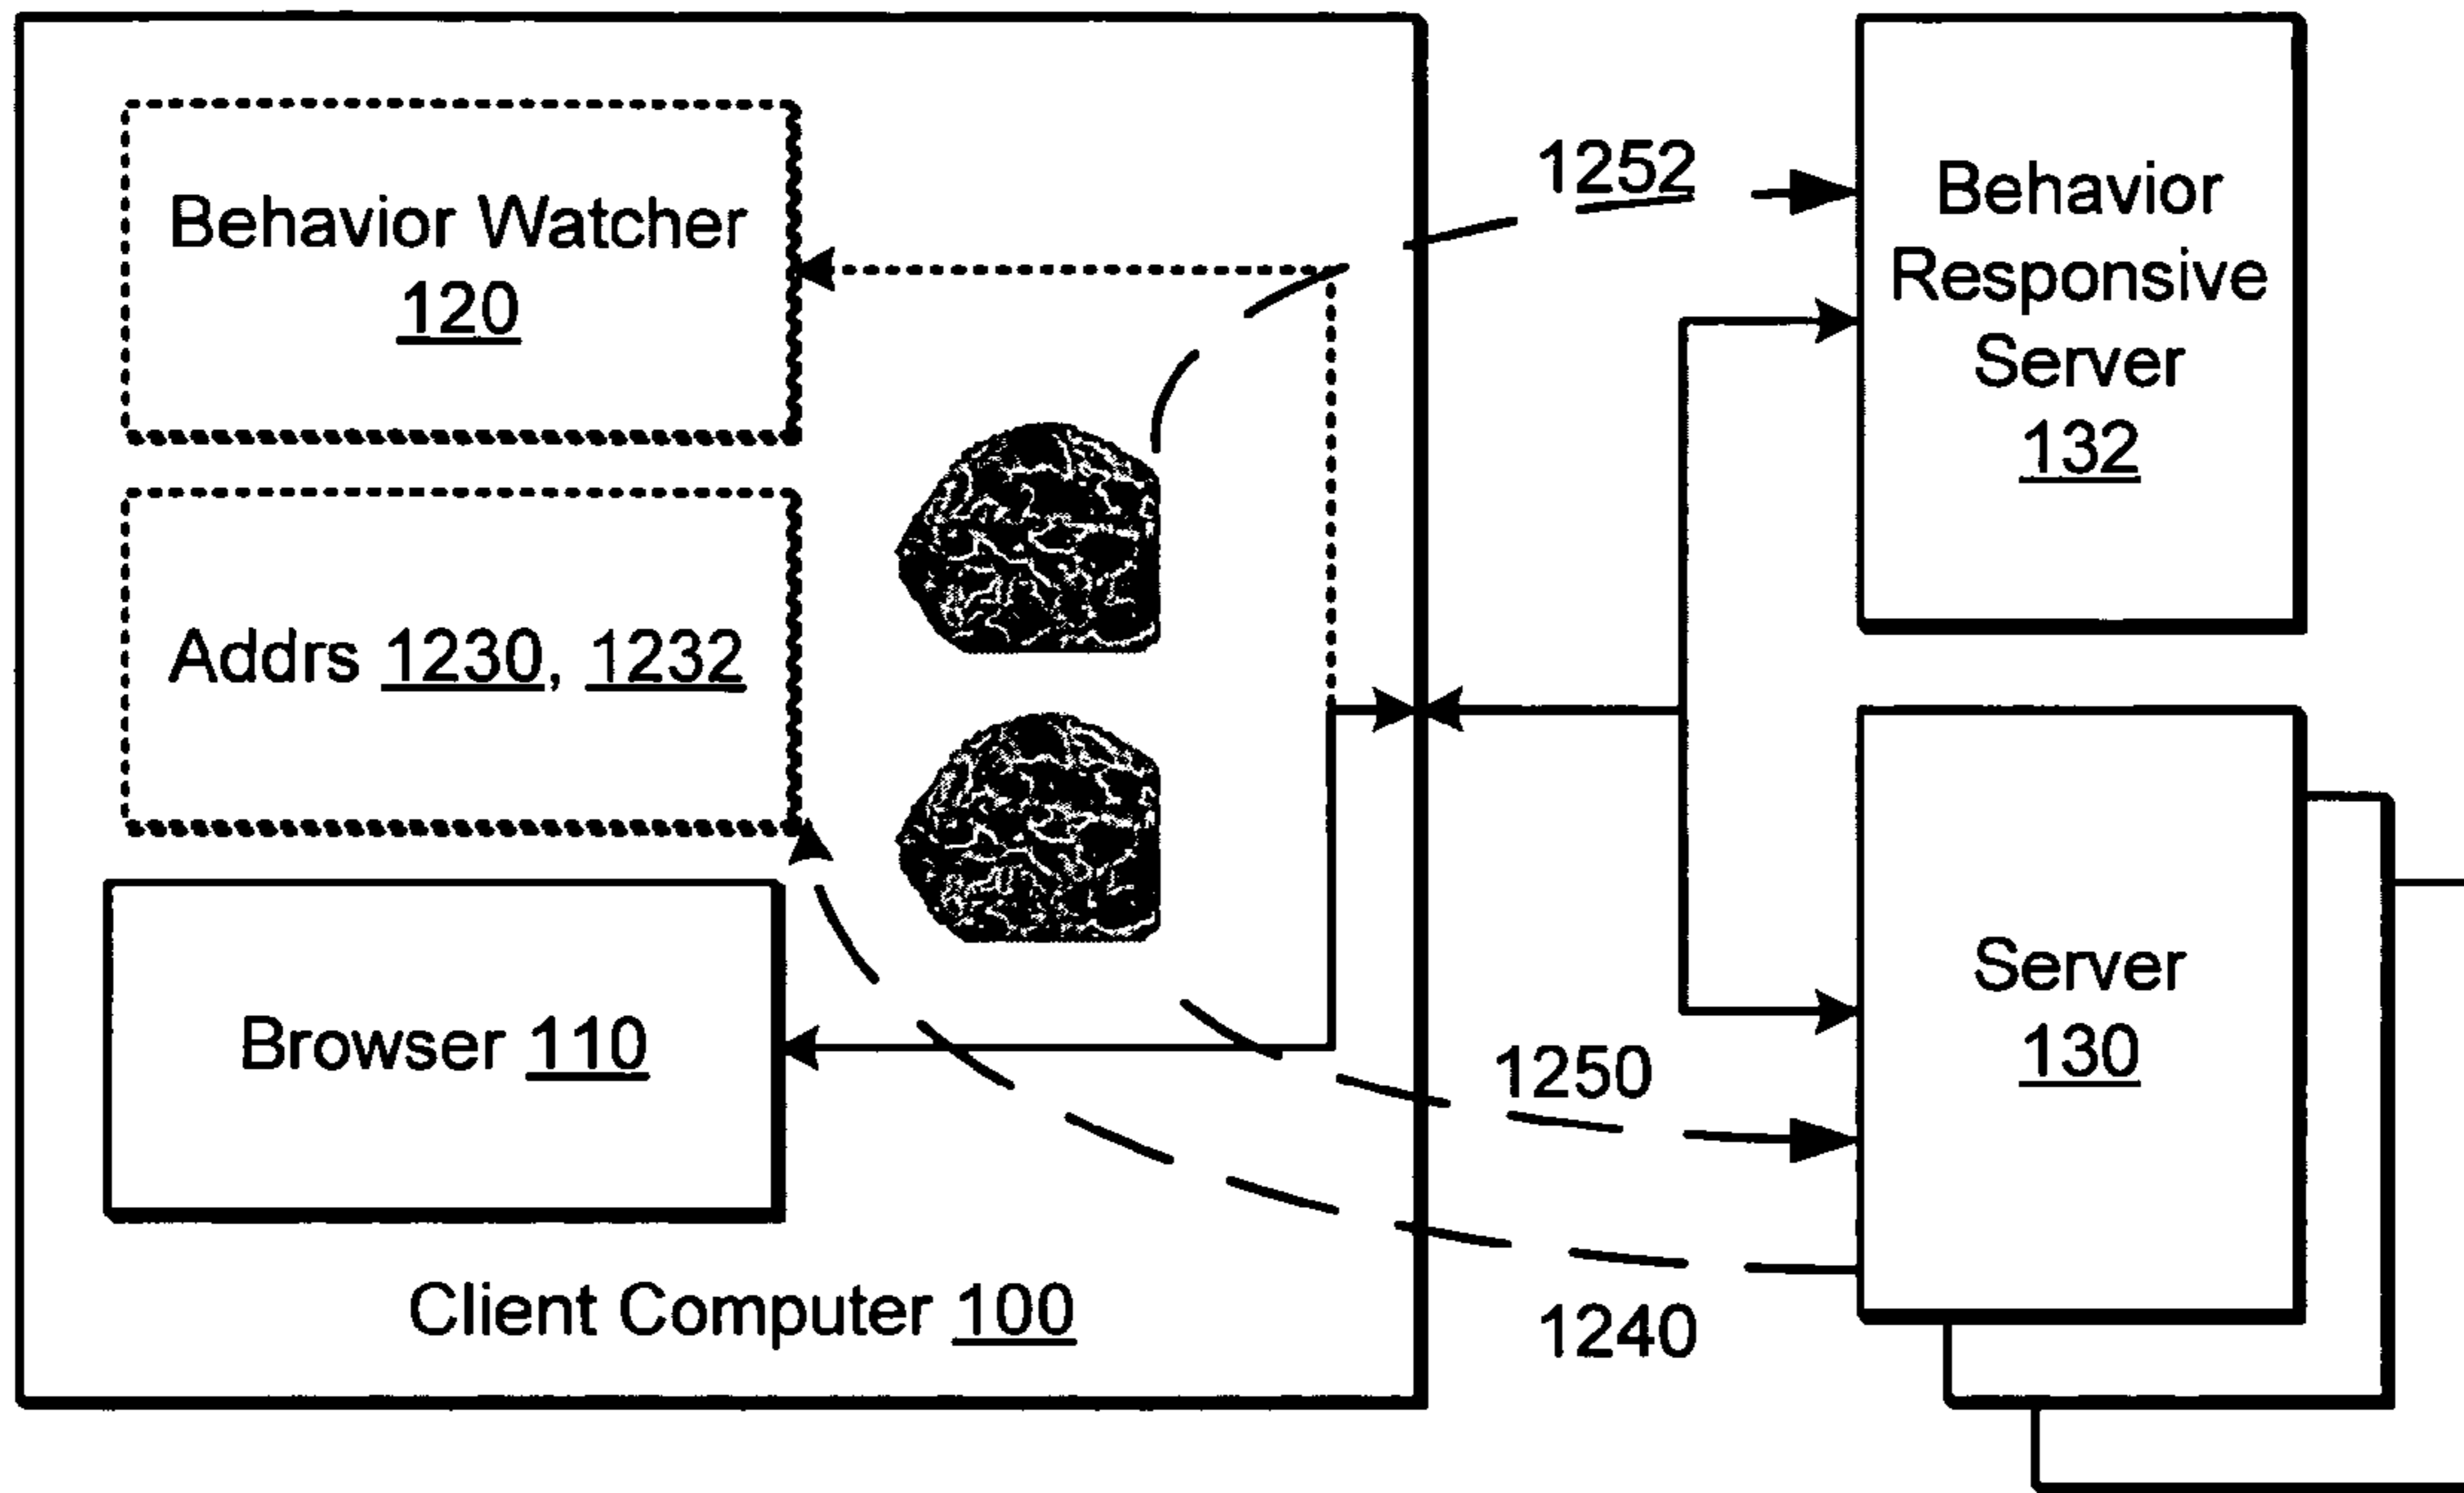 Behavior Watcher
120
Addrs 1230, 1232
Browser 110
Client Computer 100
1252
1250
1240
Behavior
Responsive
Server
132
Server
130